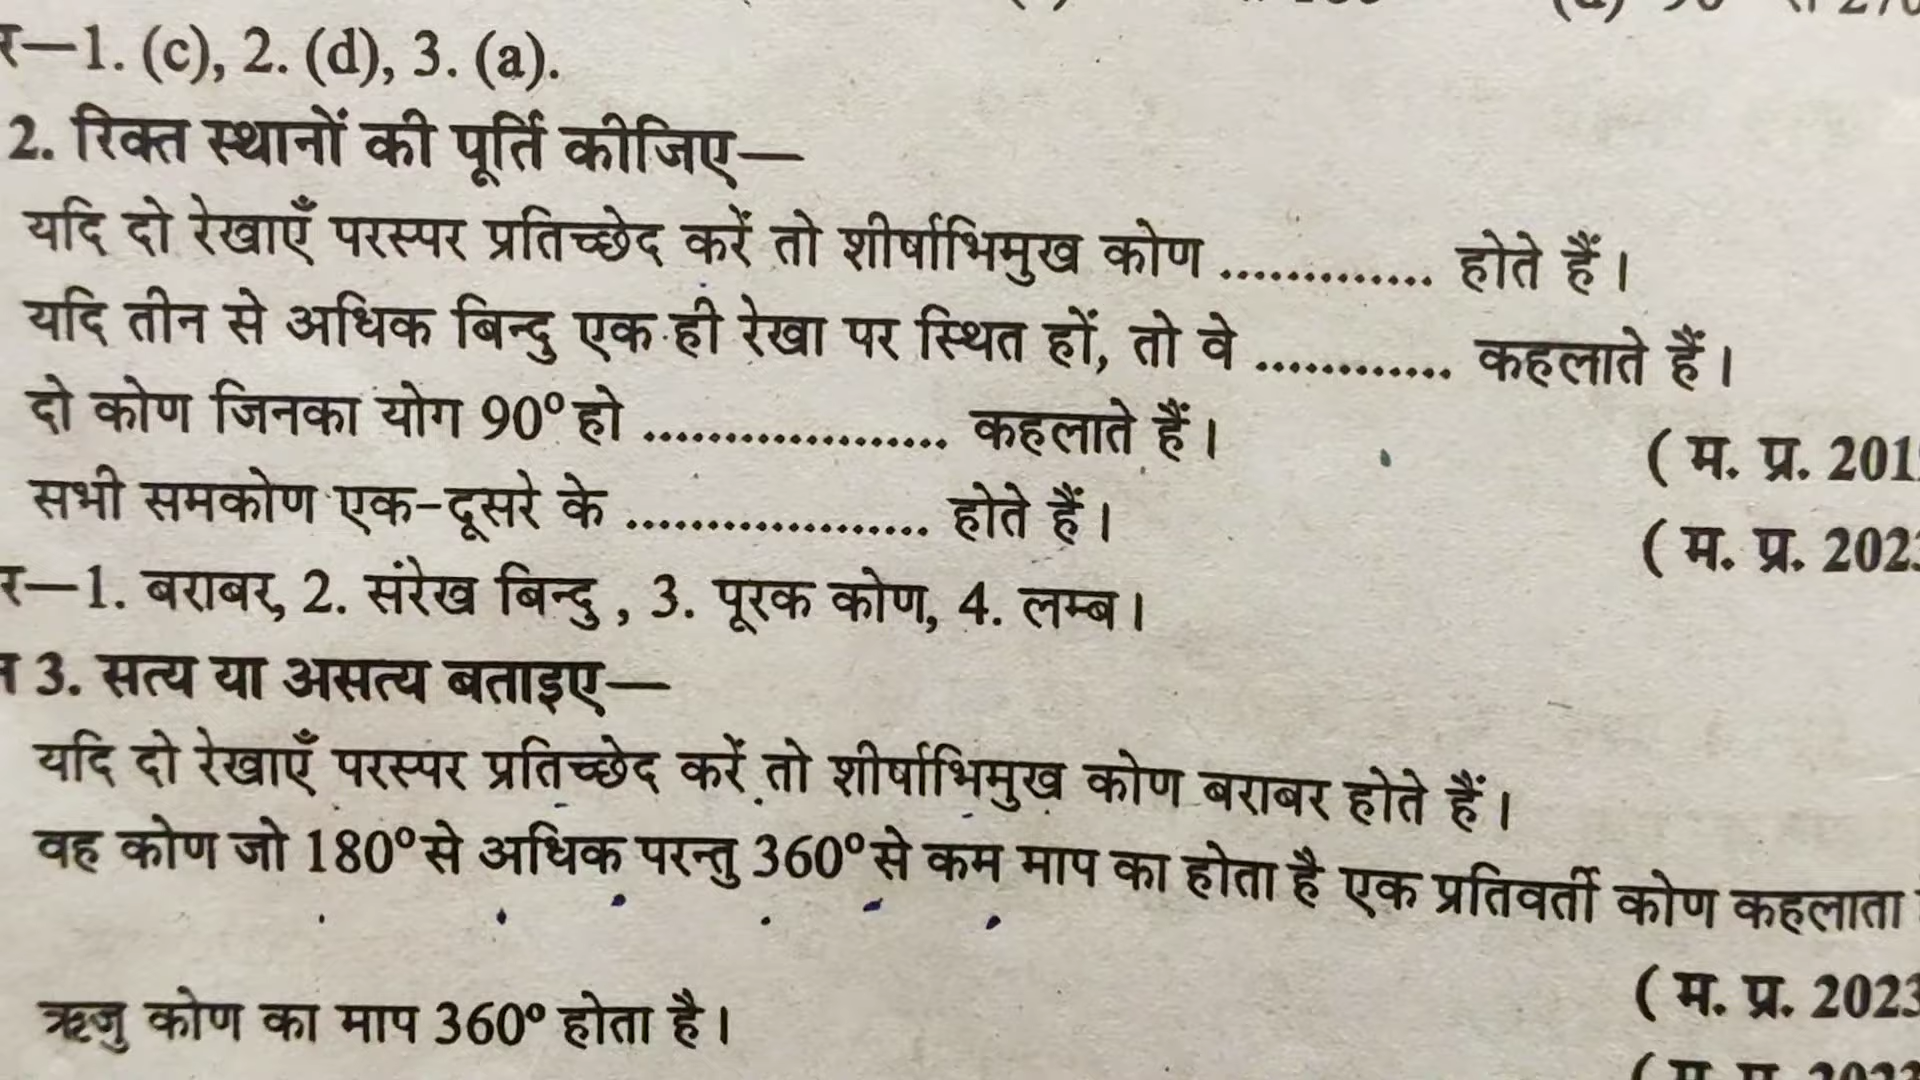 र—1. (c), 2. (d), 3. (a).
2. रिक्त स्थानों की पूर्ति कीजिए—
यदि दो रेखाएँ परस्पर प्रतिच्छेद करें तो शीर्षाभिमुख कोण ............. होते हैं।
यदि तीन से अधिक बिन्दु एक ही रेखा पर स्थित हों, तो वे ............ कहलाते हैं।
दो कोण जिनका योग 90° हो ................... कहलाते हैं।
( म. प्र. 201
सभी समकोण एक-दूसरे के ................... होते हैं।
( म. प्र. 202
र—1. बराबर, 2. संरेख बिन्दु, 3. पूरक कोण, 4. लम्ब।
3. सत्य या असत्य बताइए—
यदि दो रेखाएँ परस्पर प्रतिच्छेद करें तो शीर्षाभिमुख कोण बराबर होते हैं।
वह कोण जो 180° से अधिक परन्तु 360° से कम माप का होता है एक प्रतिवर्ती कोण कहलाता
( म. प्र. 2023
ऋजु कोण का माप 360° होता है।